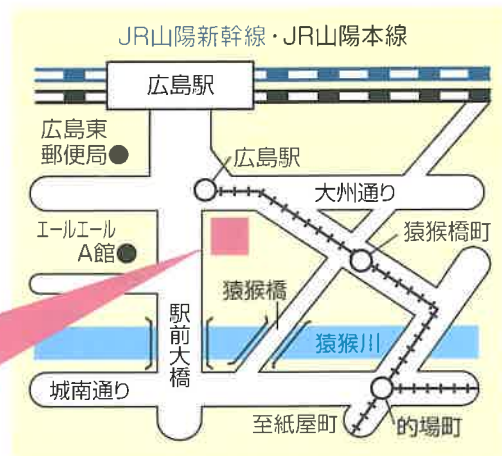 JR山陽新幹線・JR山陽本線
広島駅
広島東
郵便局
広島駅
大州通り
エールエール
A館
猿猴橋町
猿猴橋
駅前大橋
猿猴川
城南通り
至紙屋町
的場町